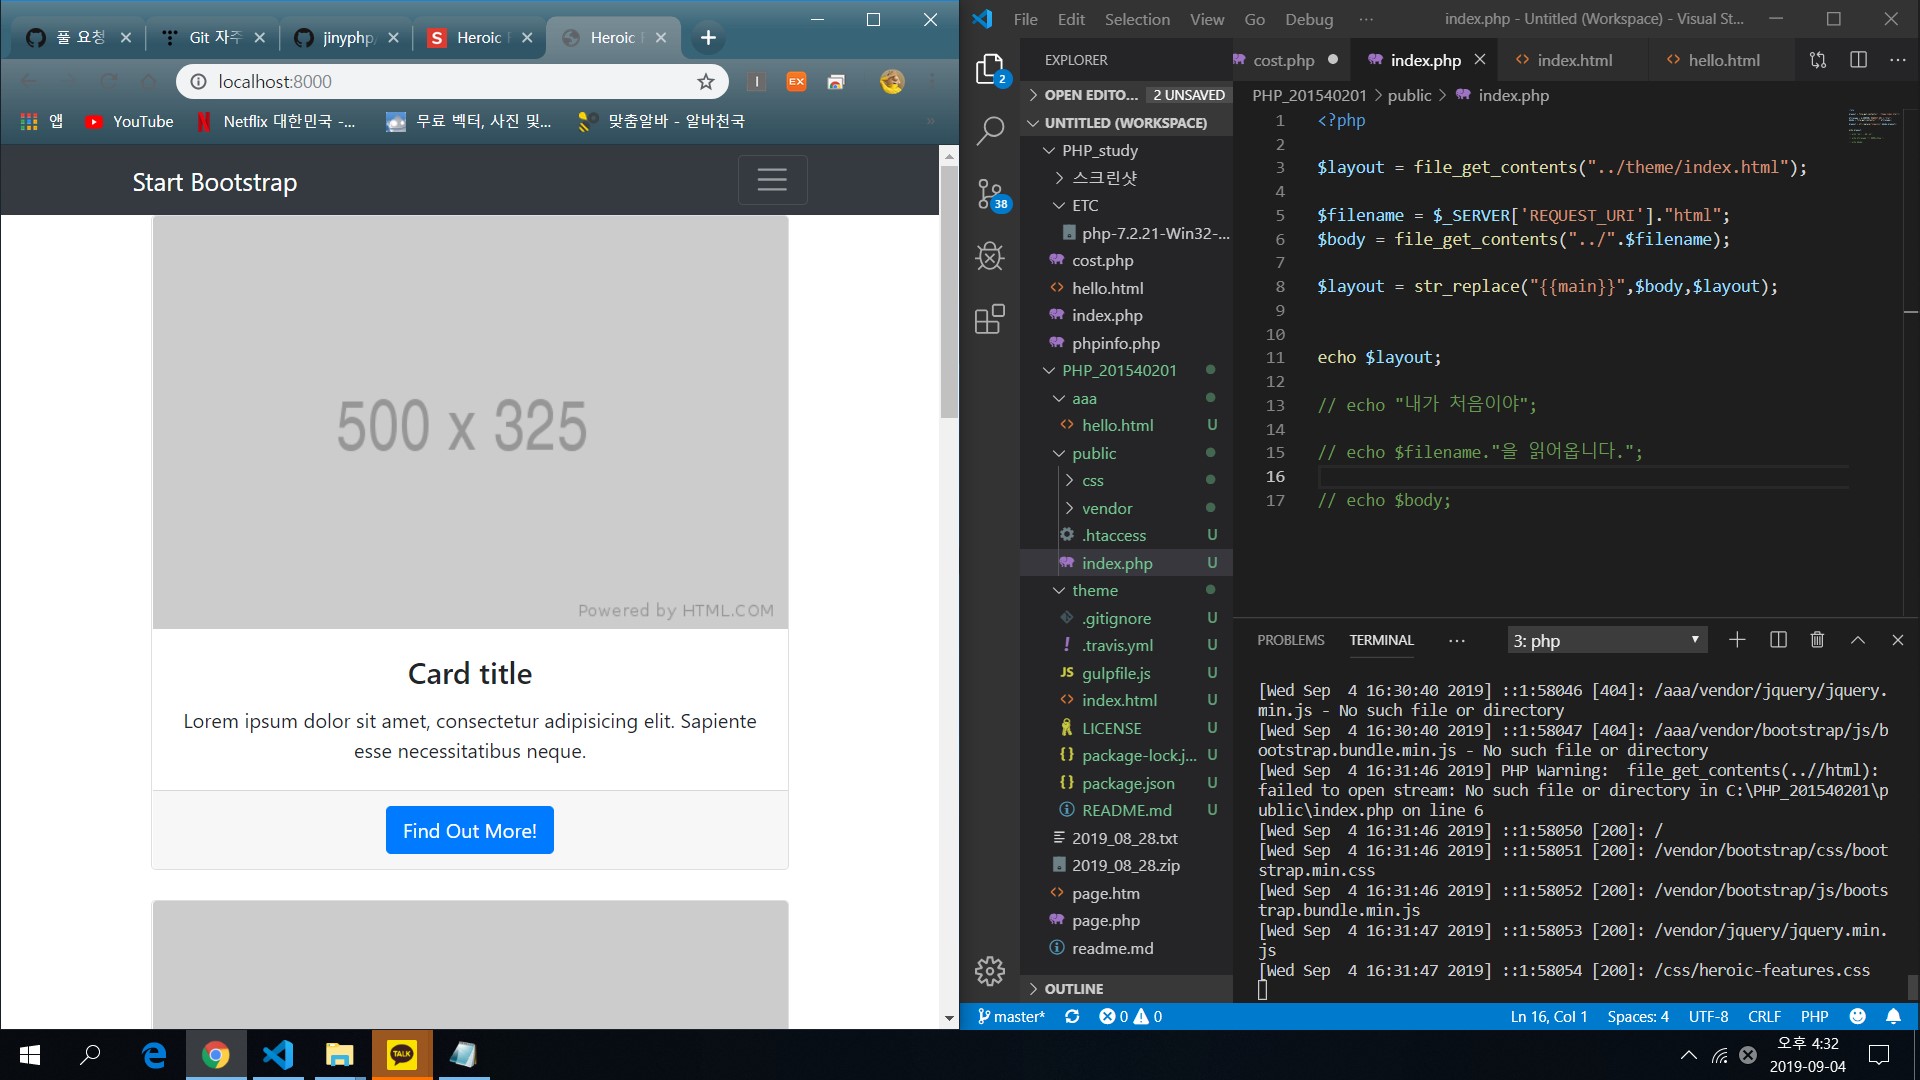 풀 요청
Git 자주
jinyphp,
Heroic F
Heroic F
localhost:8000
앱
YouTube
Netflix 대한민국 -...
무료 벡터, 사진 및...
맞춤알바 - 알바천국
Start Bootstrap
500 x 325
Powered by HTML.COM
Card title
Lorem ipsum dolor sit amet, consectetur adipisicing elit. Sapiente
esse necessitatibus neque.
Find Out More!
File Edit Selection View Go Debug ...
index.php - Untitled (Workspace) - Visual St...
EXPLORER
OPEN EDITO... 2 UNSAVED
UNTITLED (WORKSPACE)
PHP_study
스크린샷
ETC
php-7.2.21-Win32-...
cost.php
hello.html
index.php
phpinfo.php
PHP_201540201
aaa
hello.html U
public
css
vendor
.htaccess U
index.php U
theme
.gitignore U
.travis.yml U
gulpfile.js U
index.html U
LICENSE U
package-lock.j... U
package.json U
README.md U
2019_08_28.txt
2019_08_28.zip
page.htm
page.php
readme.md
OUTLINE
2
38
cost.php
index.php
index.html
hello.html
PHP_201540201 > public > index.php
1 <?php
2
3 $layout = file_get_contents("../theme/index.html");
4
5 $filename = $_SERVER['REQUEST_URI']."html";
6 $body = file_get_contents("../".$filename);
7
8 $layout = str_replace("{{main}}",$body,$layout);
9
10
11 echo $layout;
12
13 // echo "내가 처음이야";
14
15 // echo $filename."을 읽어옵니다.";
16
17 // echo $body;
PROBLEMS TERMINAL ... 3: php
[Wed Sep  4 16:30:40 2019] ::1:58046 [404]: /aaa/vendor/jquery/jquery.
min.js - No such file or directory
[Wed Sep  4 16:30:40 2019] ::1:58047 [404]: /aaa/vendor/bootstrap/js/b
ootstrap.bundle.min.js - No such file or directory
[Wed Sep  4 16:31:46 2019] PHP Warning:  file_get_contents(..//html):
failed to open stream: No such file or directory in C:\PHP_201540201\p
ublic\index.php on line 6
[Wed Sep  4 16:31:46 2019] ::1:58050 [200]: /
[Wed Sep  4 16:31:46 2019] ::1:58051 [200]: /vendor/bootstrap/css/boot
strap.min.css
[Wed Sep  4 16:31:46 2019] ::1:58052 [200]: /vendor/bootstrap/js/boots
trap.bundle.min.js
[Wed Sep  4 16:31:47 2019] ::1:58053 [200]: /vendor/jquery/jquery.min.
js
[Wed Sep  4 16:31:47 2019] ::1:58054 [200]: /css/heroic-features.css
master* 0 0 Ln 16, Col 1 Spaces: 4 UTF-8 CRLF PHP
TALK
오후 4:32
2019-09-04